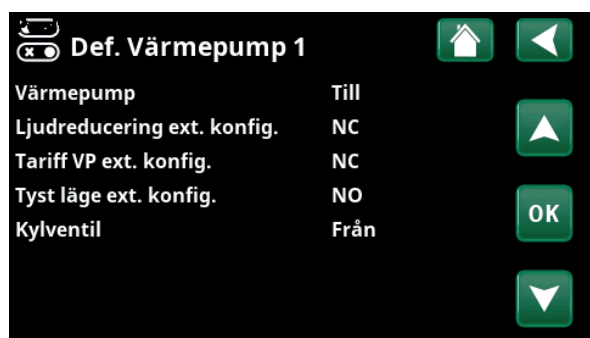 Def. Värmepump 1
Värmepump Till
Ljudreducering ext. konfig. NC
Tariff VP ext. konfig. NC
Tyst läge ext. konfig. NO
OK
Kylventil Från